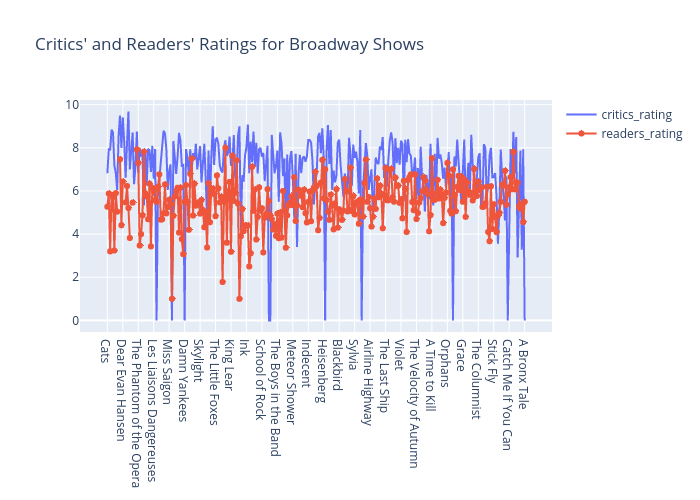 Critics' and Readers' Ratings for Broadway Shows
critics_rating
readers_rating
10
8
6
4
2
0
Cats
Dear Evan Hansen
The Phantom of the Opera
Les Liaisons Dangereuses
Miss Saigon
Damn Yankees
Skylight
The Little Foxes
King Lear
Ink
School of Rock
The Boys in the Band
Meteor Shower
Indecent
Heisenberg
Blackbird
Sylvia
Airline Highway
The Last Ship
Violet
The Velocity of Autumn
A Time to Kill
Orphans
Grace
The Columnist
Stick Fly
Catch Me If You Can
A Bronx Tale